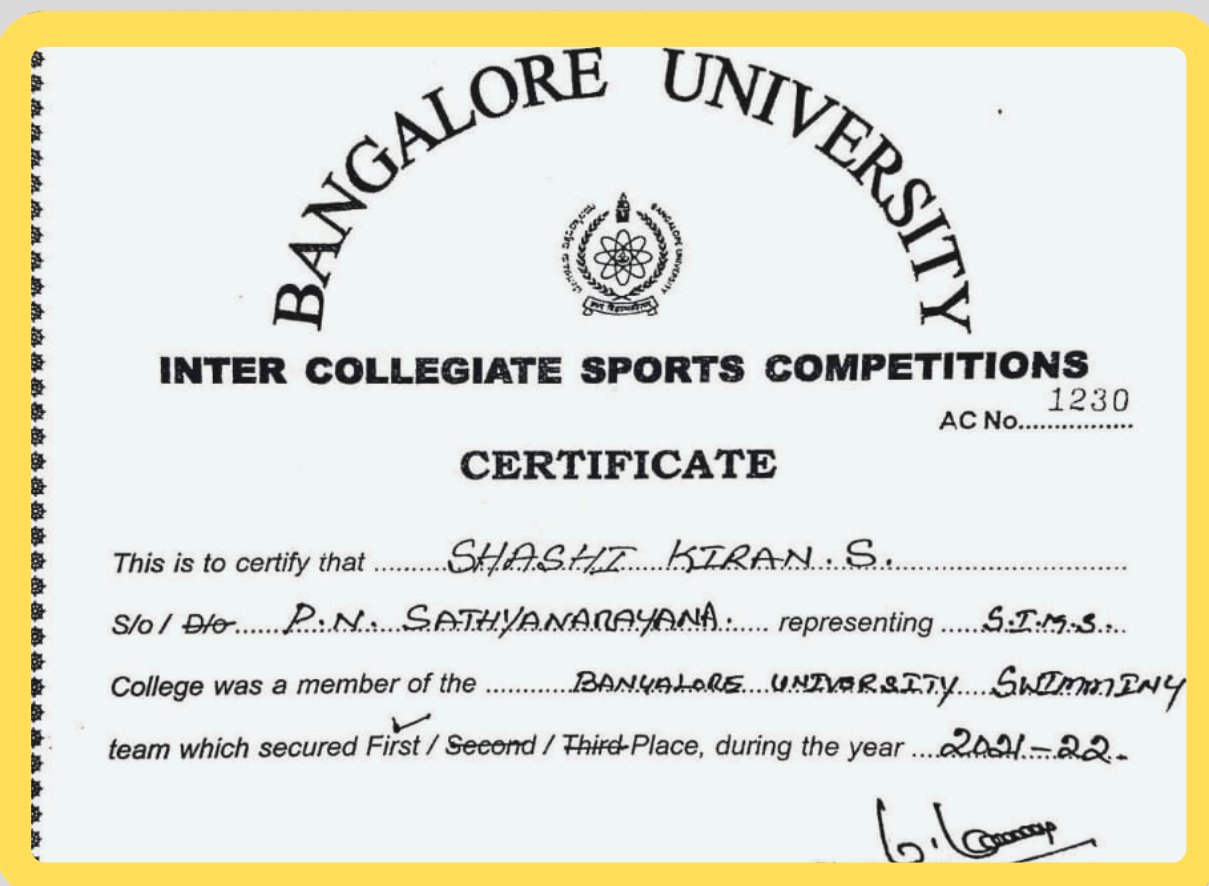 BANGALORE UNIVERSITY
BANGALORE UNIVERSITY
INTER COLLEGIATE SPORTS COMPETITIONS
AC No................ 1230
CERTIFICATE
This is to certify that .......... SHASHI KIRAN. S. ..........
S/o / D/o ...... P. N. SATHYANARAYANA. ..... representing ..... S.I.M.S. ..
College was a member of the .......... BANGALORE UNIVERSITY SWIMMING
team which secured First / Second / Third Place, during the year .... 2021-22.